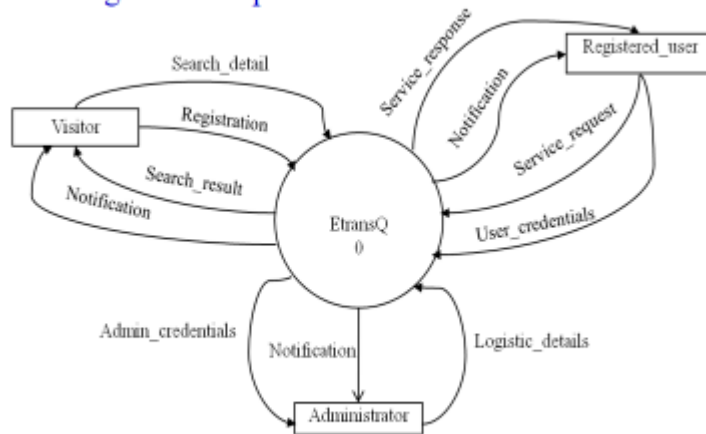 Search_detail
Visitor
Registration
Search_result
Notification
Service_response
Notification
Registered_user
Service_request
User_credentials
EtransQ
0
Admin_credentials
Notification
Logistic_details
Administrator